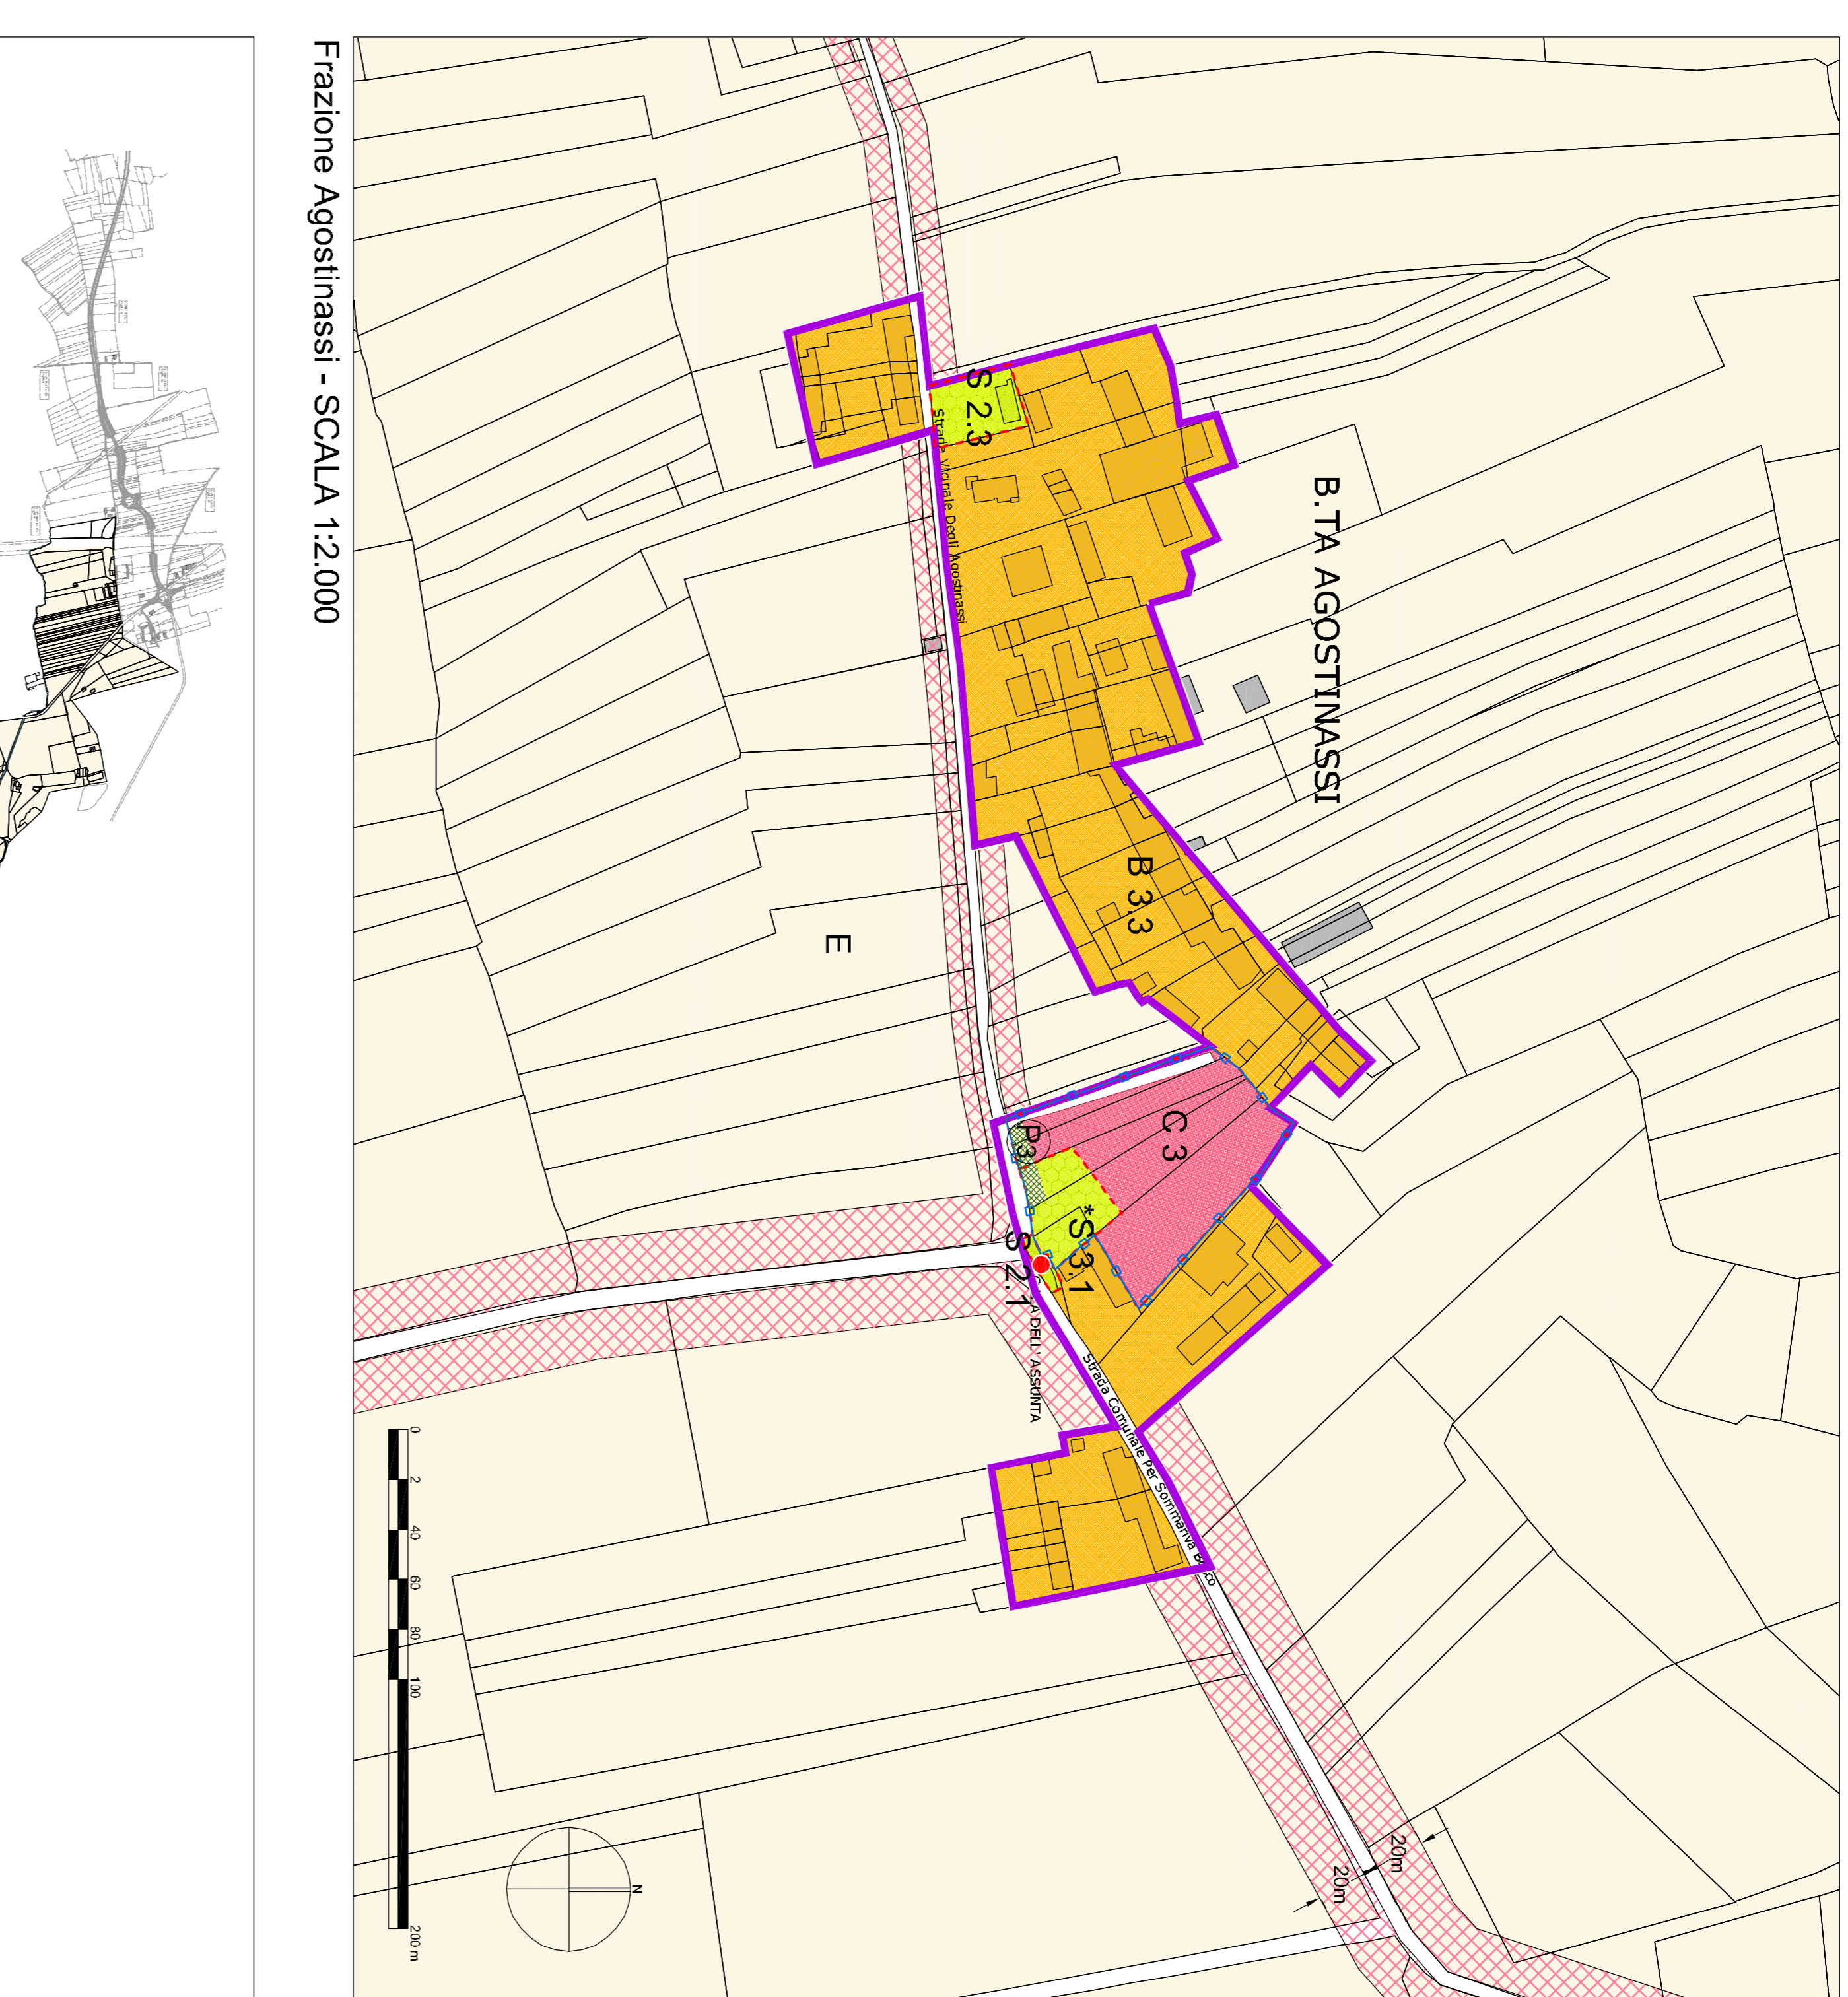 B.TA AGOSTINASSI
S 2.3
Strada Vicinale Degli Agostinassi
B 3.3
E
C 3
P3
*S 3.1
S 2.1
DELL' ASSUNTA
Strada Comunale Per Sommariva
20m
20m
0
2
40
60
80
100
200 m
N
Frazione Agostinassi - SCALA 1:2.000